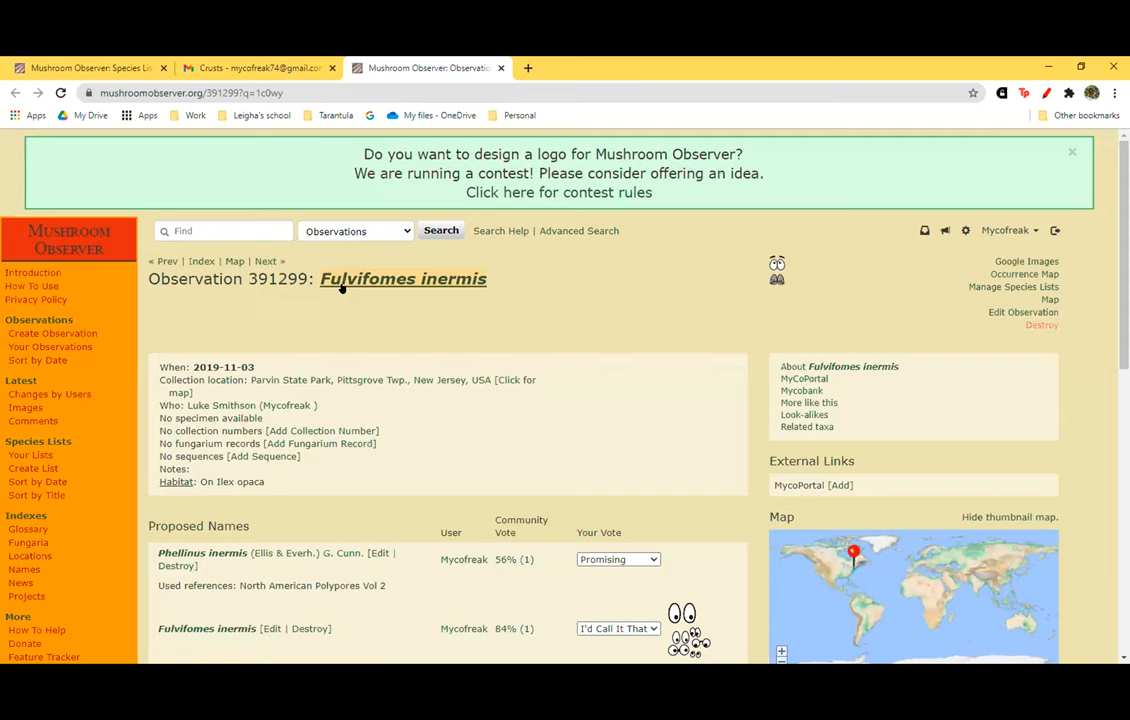 Mushroom Observer: Species Lis
Crusts - mycofreak74@gmail.com
Mushroom Observer: Observatio
mushroomobserver.org/391299?q=1c0wy
Apps
My Drive
Apps
Work
Leigha's school
Tarantula
My files - OneDrive
Personal
Other bookmarks
Do you want to design a logo for Mushroom Observer?
We are running a contest! Please consider offering an idea.
Click here for contest rules
MUSHROOM
OBSERVER
Find
Observations
Search
Search Help | Advanced Search
Mycofreak
« Prev | Index | Map | Next »
Observation 391299: Fulvifomes inermis
Google Images
Occurrence Map
Manage Species Lists
Map
Edit Observation
Destroy
Introduction
How To Use
Privacy Policy
Observations
Create Observation
Your Observations
Sort by Date
Latest
Changes by Users
Images
Comments
Species Lists
Your Lists
Create List
Sort by Date
Sort by Title
Indexes
Glossary
Fungaria
Locations
Names
News
Projects
More
How To Help
Donate
Feature Tracker
When: 2019-11-03
Collection location: Parvin State Park, Pittsgrove Twp., New Jersey, USA [Click for
map]
Who: Luke Smithson (Mycofreak )
No specimen available
No collection numbers [Add Collection Number]
No fungarium records [Add Fungarium Record]
No sequences [Add Sequence]
Notes:
Habitat: On Ilex opaca
About Fulvifomes inermis
MyCoPortal
Mycobank
More like this
Look-alikes
Related taxa
External Links
MycoPortal [Add]
Map
Hide thumbnail map.
Proposed Names
User
Community
Vote
Your Vote
Phellinus inermis (Ellis & Everh.) G. Cunn. [Edit |
Destroy]
Mycofreak
56% (1)
Promising
Used references: North American Polypores Vol 2
Fulvifomes inermis [Edit | Destroy]
Mycofreak
84% (1)
I'd Call It That